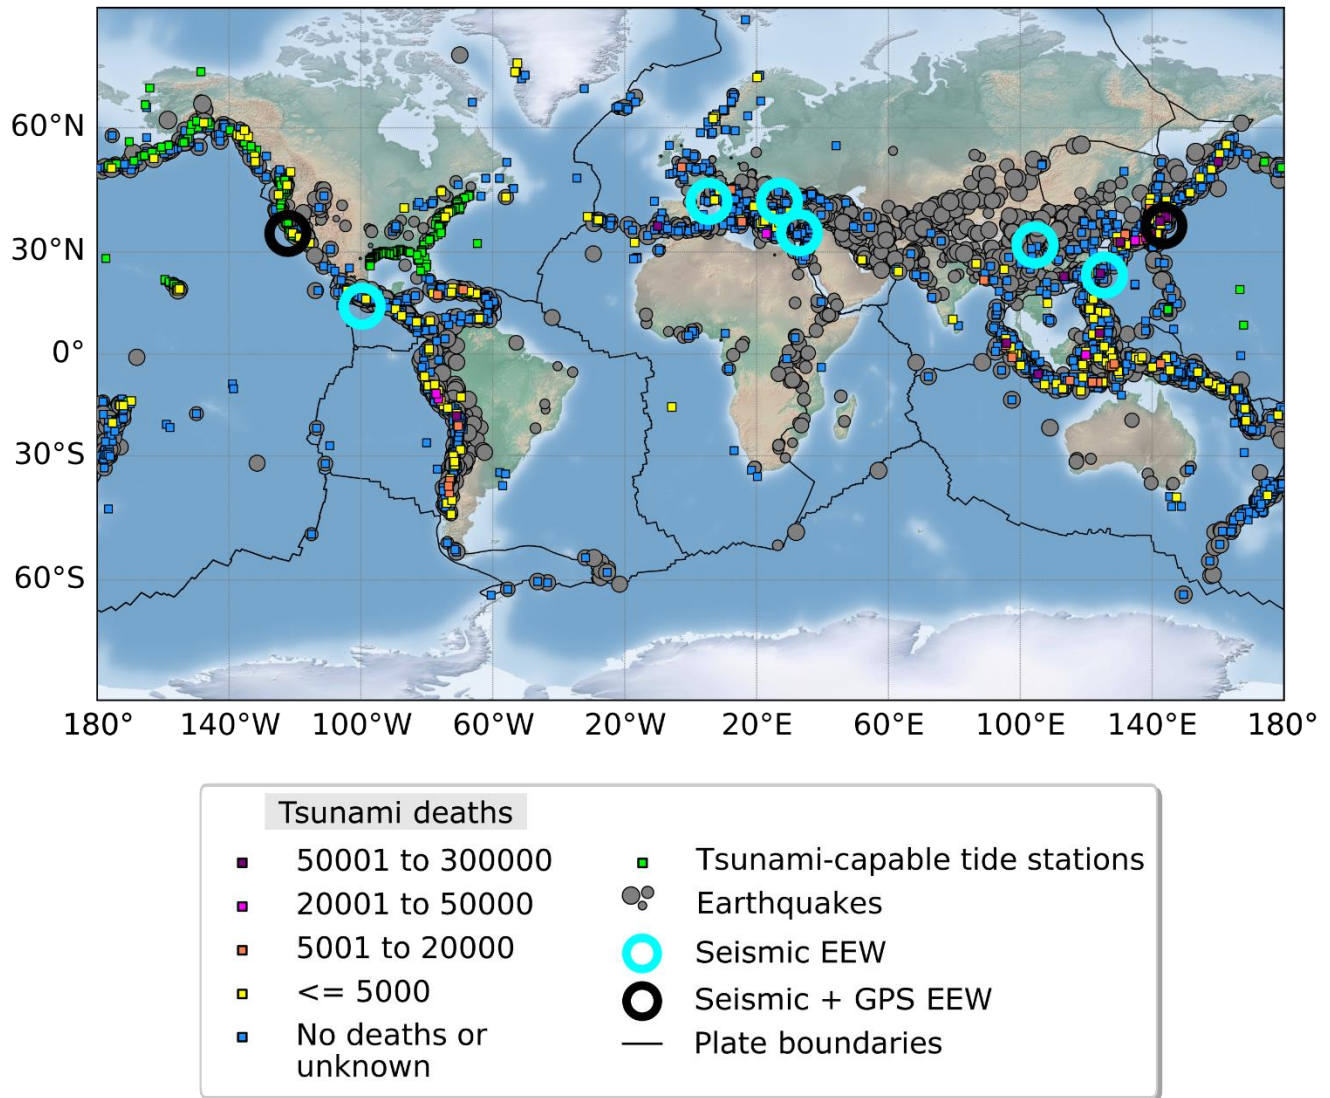 60°N
30°N
0°
30°S
60°S
180° 140°W 100°W 60°W 20°W 20°E 60°E 100°E 140°E 180°
Tsunami deaths
50001 to 300000
20001 to 50000
5001 to 20000
<= 5000
No deaths or
unknown
Tsunami-capable tide stations
Earthquakes
Seismic EEW
Seismic + GPS EEW
Plate boundaries